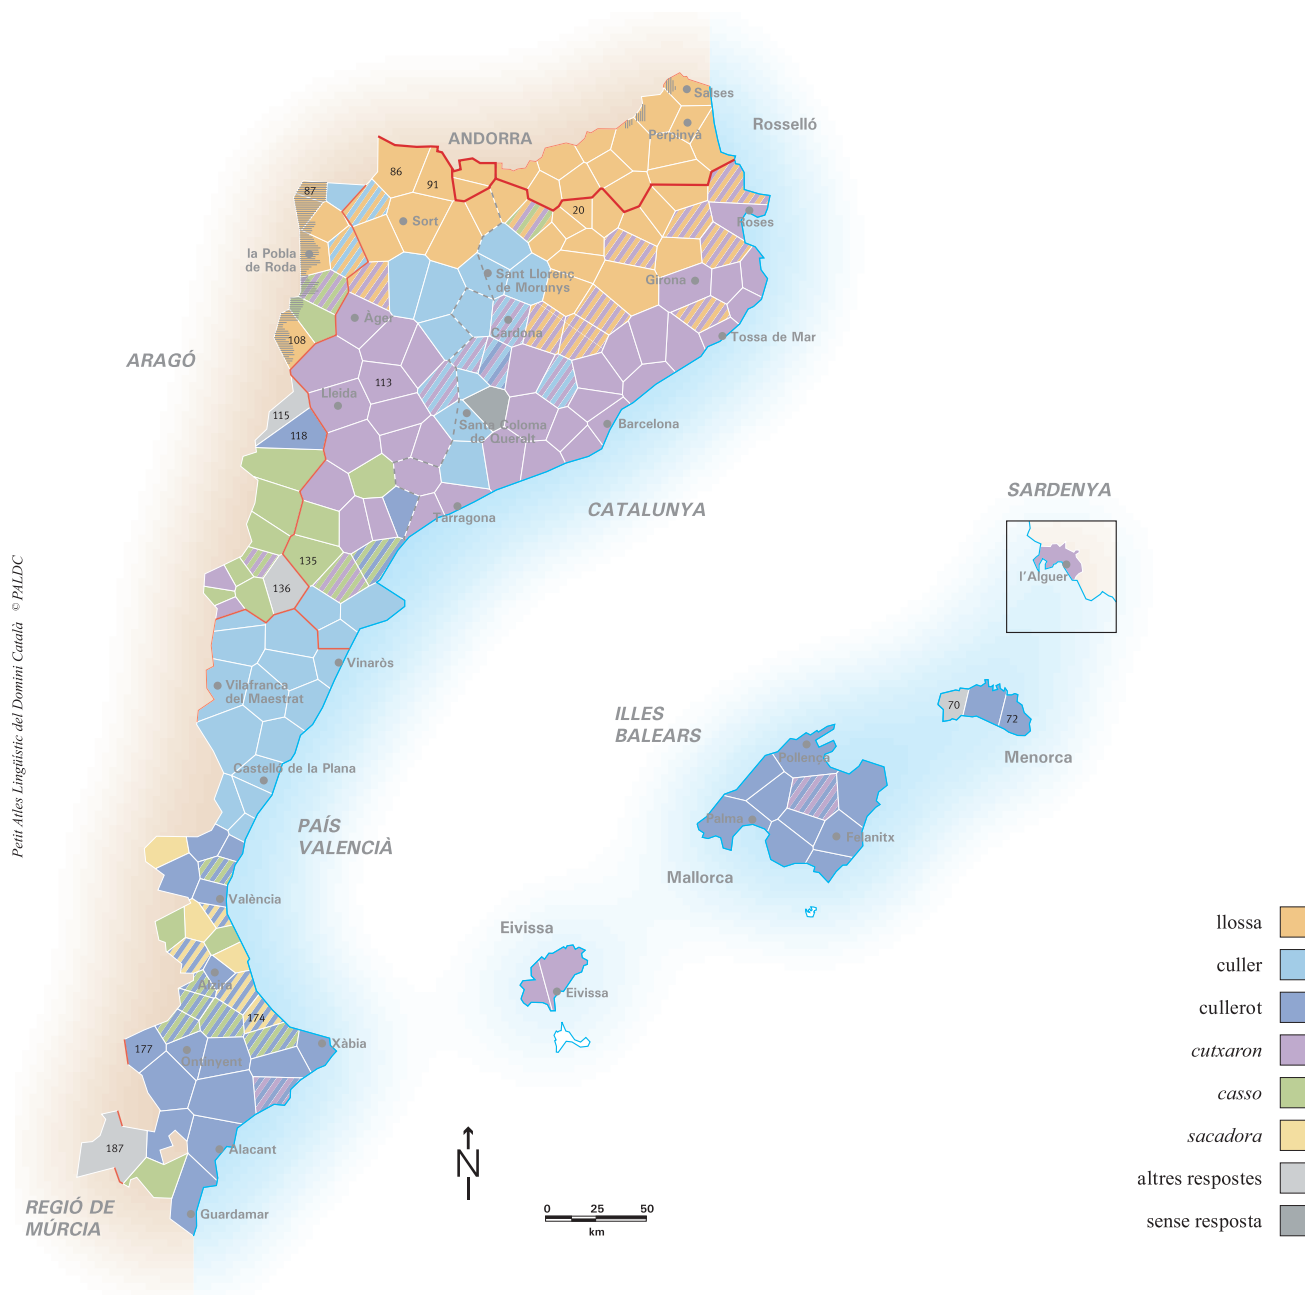 Salses
Perpinyà
Rosselló
ANDORRA
86
91
87
20
Sort
Roses
la Pobla
de Roda
Sant Llorenç
de Morunys
Girona
Àger
Cardona
Tossa de Mar
108
ARAGÓ
113
Lleida
115
118
Santa Coloma
de Queralt
Barcelona
CATALUNYA
Tarragona
SARDENYA
l'Alguer
135
136
Vinaròs
Vilafranca
del Maestrat
ILLES
BALEARS
70
72
Menorca
Pollença
Castelló de la Plana
Palma
Felanitx
PAÍS
VALENCIÀ
Mallorca
València
Eivissa
Eivissa
Alzira
174
177
Ontinyent
Xàbia
187
Alacant
REGIÓ DE
MÚRCIA
Guardamar
N
0 25 50
km
llossa
culler
cullerot
cutxaron
casso
sacadora
altres respostes
sense resposta
Petit Atles Lingüístic del Domini Català © PALDC